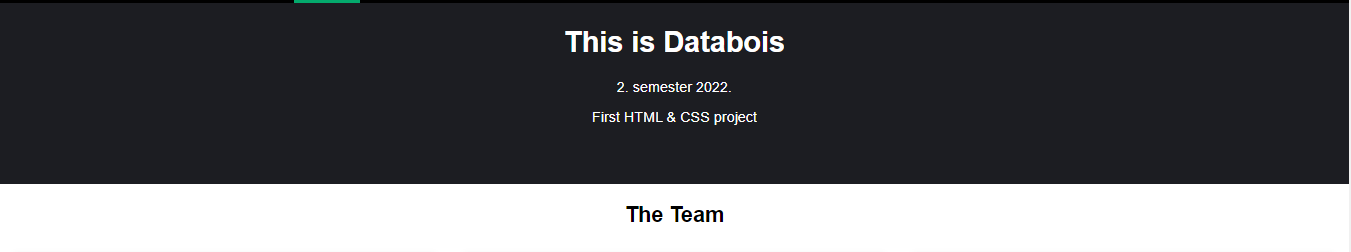 This is Databois
2. semester 2022.
First HTML & CSS project
The Team